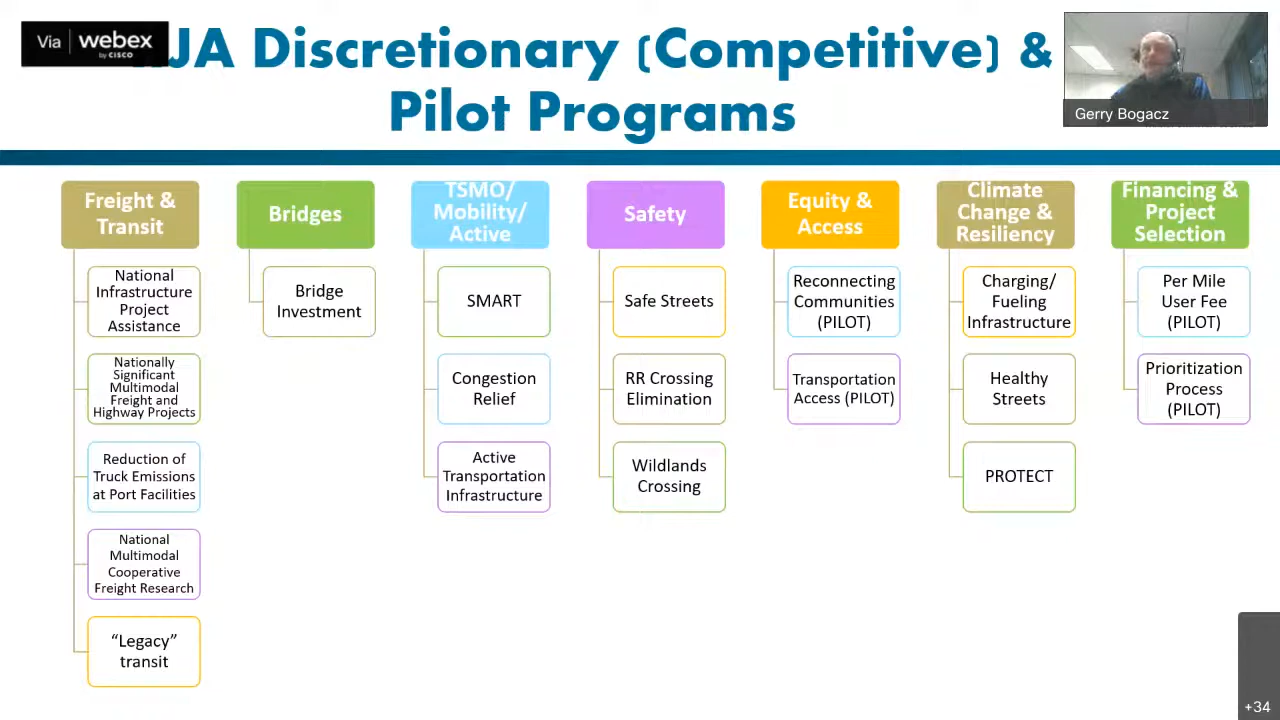 Via webex
by CISCO
JA Discretionary (Competitive) &
Pilot Programs
Gerry Bogacz
Freight &
Transit
National
Infrastructure
Project
Assistance
Nationally
Significant
Multimodal
Freight and
Highway Projects
Reduction of
Truck Emissions
at Port Facilities
National
Multimodal
Cooperative
Freight Research
“Legacy”
transit
Bridges
Bridge
Investment
TSMO/
Mobility/
Active
SMART
Congestion
Relief
Active
Transportation
Infrastructure
Safety
Safe Streets
RR Crossing
Elimination
Wildlands
Crossing
Equity &
Access
Reconnecting
Communities
(PILOT)
Transportation
Access (PILOT)
Climate
Change &
Resiliency
Charging/
Fueling
Infrastructure
Healthy
Streets
PROTECT
Financing &
Project
Selection
Per Mile
User Fee
(PILOT)
Prioritization
Process
(PILOT)
+34